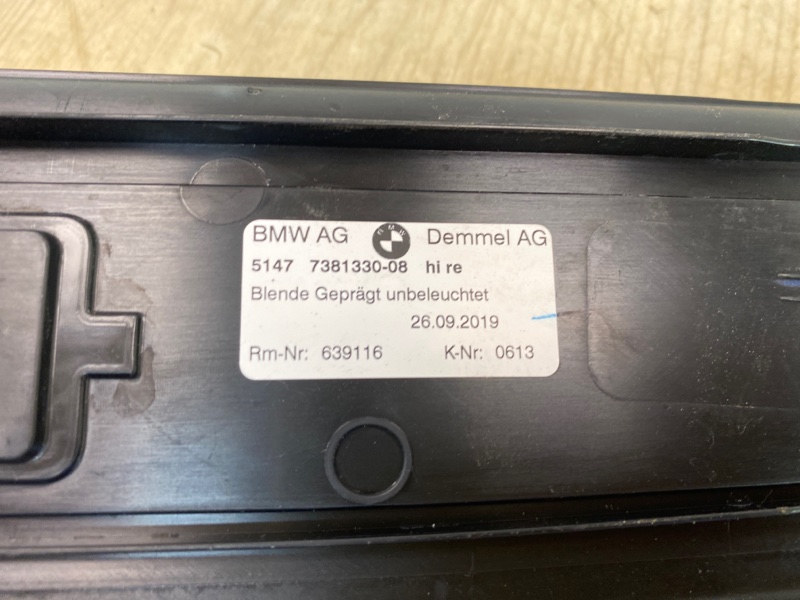 BMW AG BMW Demmel AG
5147 7381330-08 hi re
Blende Geprägt unbeleuchtet
26.09.2019
Rm-Nr: 639116 K-Nr: 0613